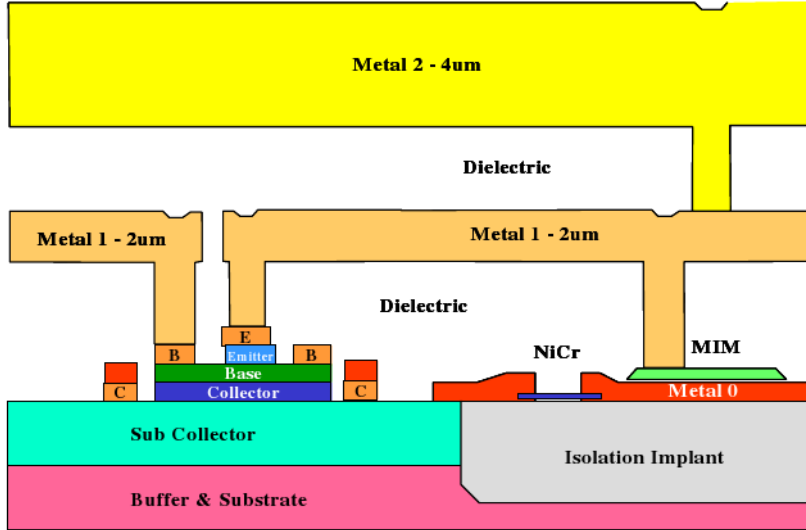 Metal 2 - 4um
Dielectric
Metal 1 - 2um
Metal 1 - 2um
Dielectric
E
B
Emitter
B
NiCr
MIM
Base
C
Collector
C
Metal 0
Sub Collector
Isolation Implant
Buffer & Substrate